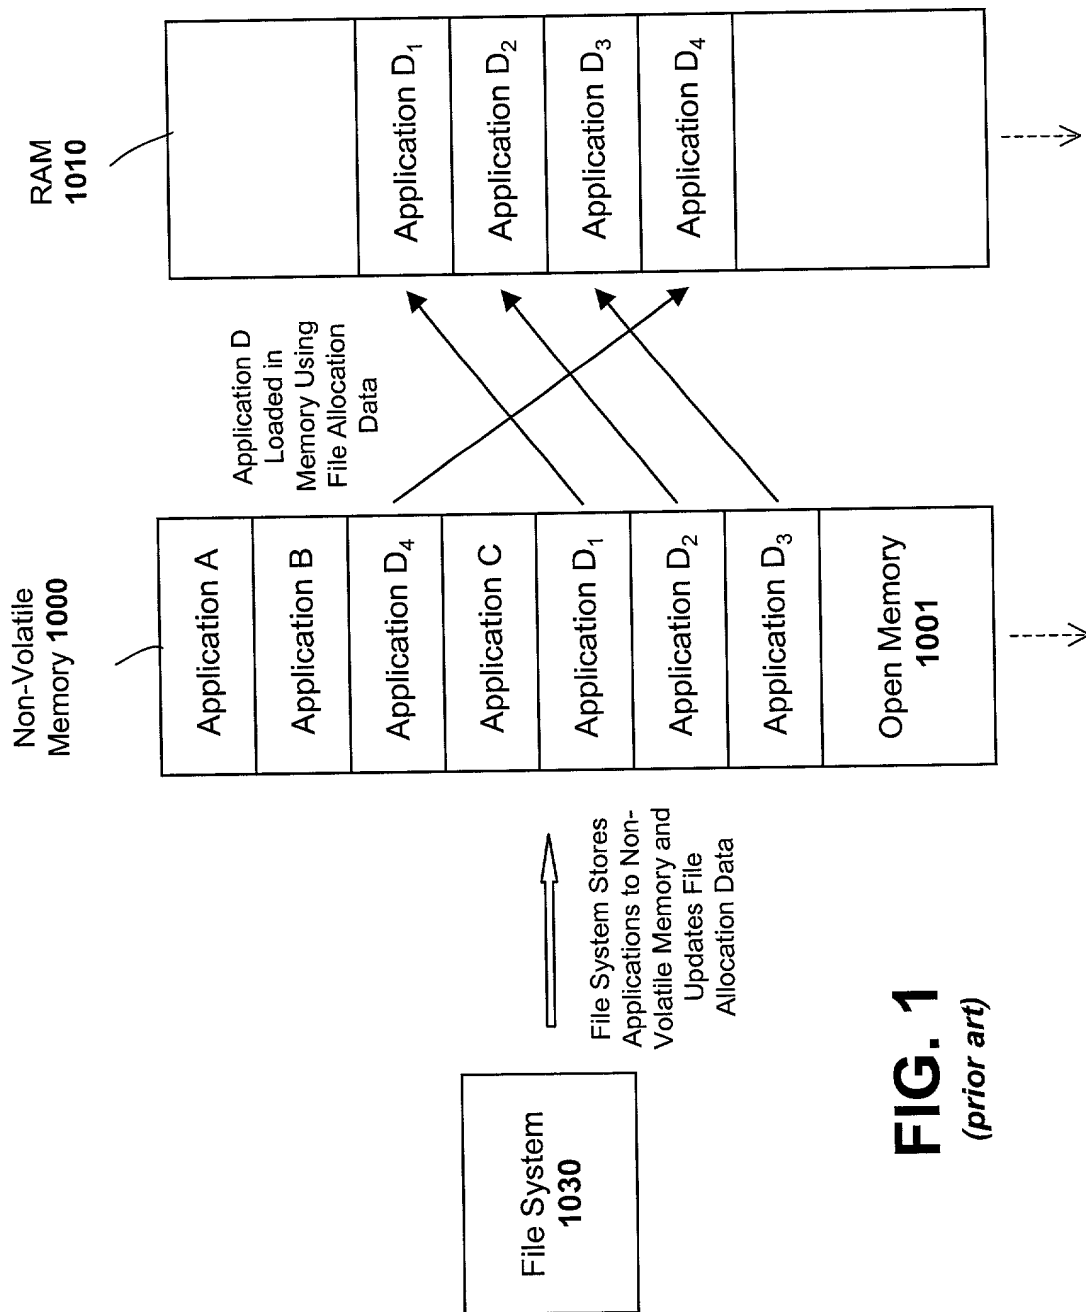 Non-Volatile
Memory 1000
RAM
1010
Application A
Application B
Application D4
Application C
Application D1
Application D2
Application D3
Open Memory
1001
Application D
Loaded in
Memory Using
File Allocation
Data
Application D1
Application D2
Application D3
Application D4
File System
1030
File System Stores
Applications to Non-
Volatile Memory and
Updates File
Allocation Data
FIG. 1
(prior art)